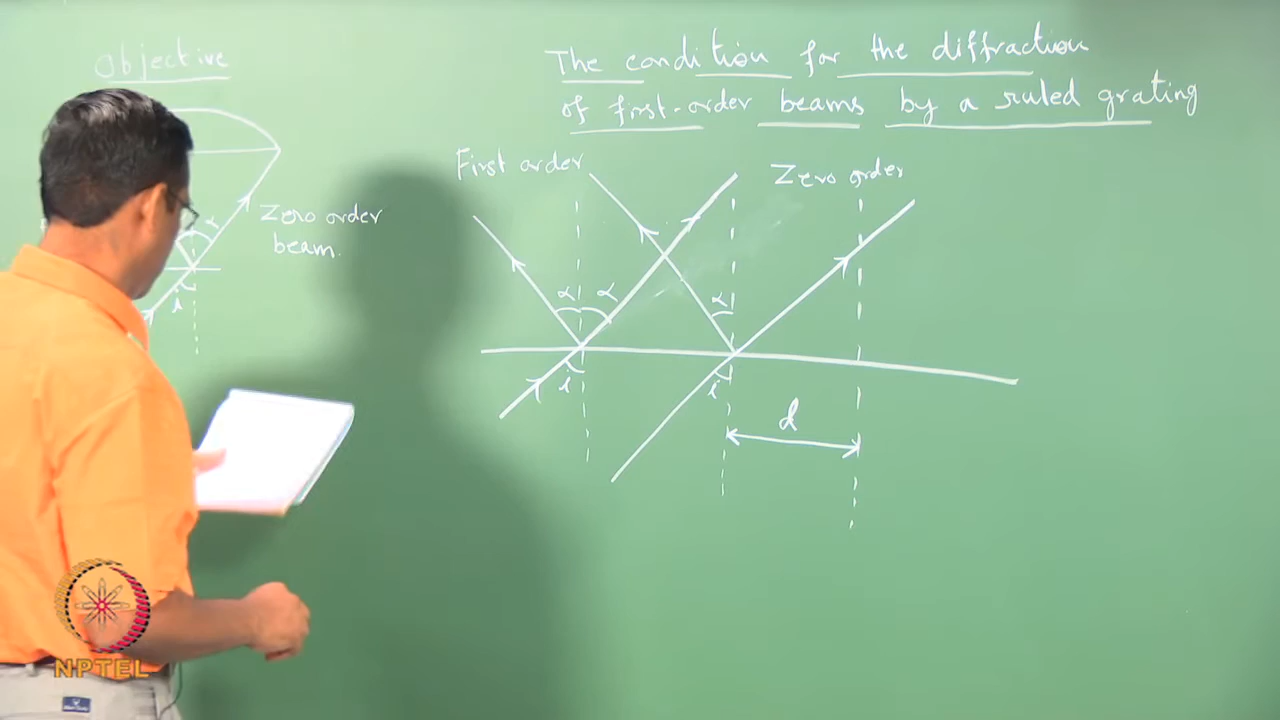 Objective
Zero order
beam.
α
i
The condition for the diffraction
of first-order beams by a ruled grating
First order
Zero order
α α α
i i
d
NPTEL